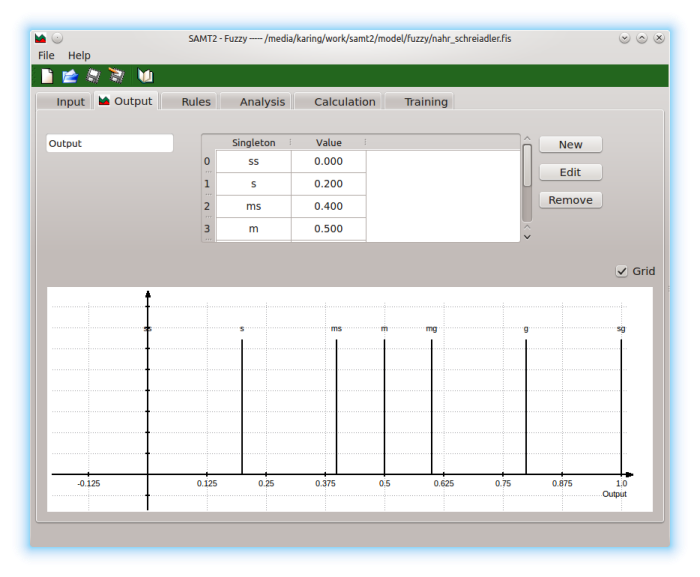 SAMT2 - Fuzzy ---- /media/karing/work/samt2/model/fuzzy/nahr_schreiadler.fis
File Help
Input Output Rules Analysis Calculation Training
Output
Singleton Value
0 ss 0.000
1 s 0.200
2 ms 0.400
3 m 0.500
New
Edit
Remove
Grid
ss s ms m mg g sg
-0.125 0.125 0.25 0.375 0.5 0.625 0.75 0.875 1.0
Output